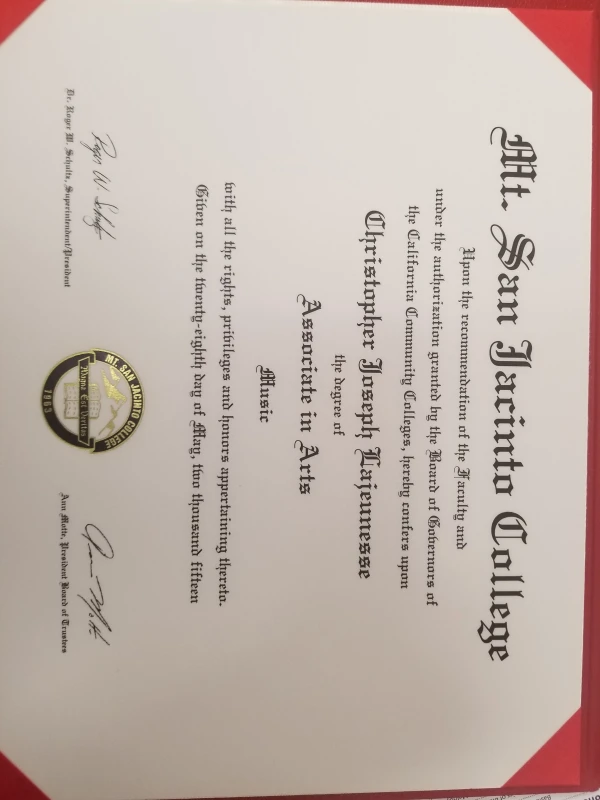 Mt. San Jacinto College
Upon the recommendation of the Faculty and
under the authorization granted by the Board of Governors of
the California Community Colleges, hereby confers upon
Christopher Joseph Lajeunesse
the degree of
Associate in Arts
Music
with all the rights, privileges and honors appertaining thereto.
Given on the twenty-eighth day of May, two thousand fifteen
Dr. Roger W. Schultz, Superintendent/President
MT. SAN JACINTO COLLEGE
1963
Ann Motte, President Board of Trustees